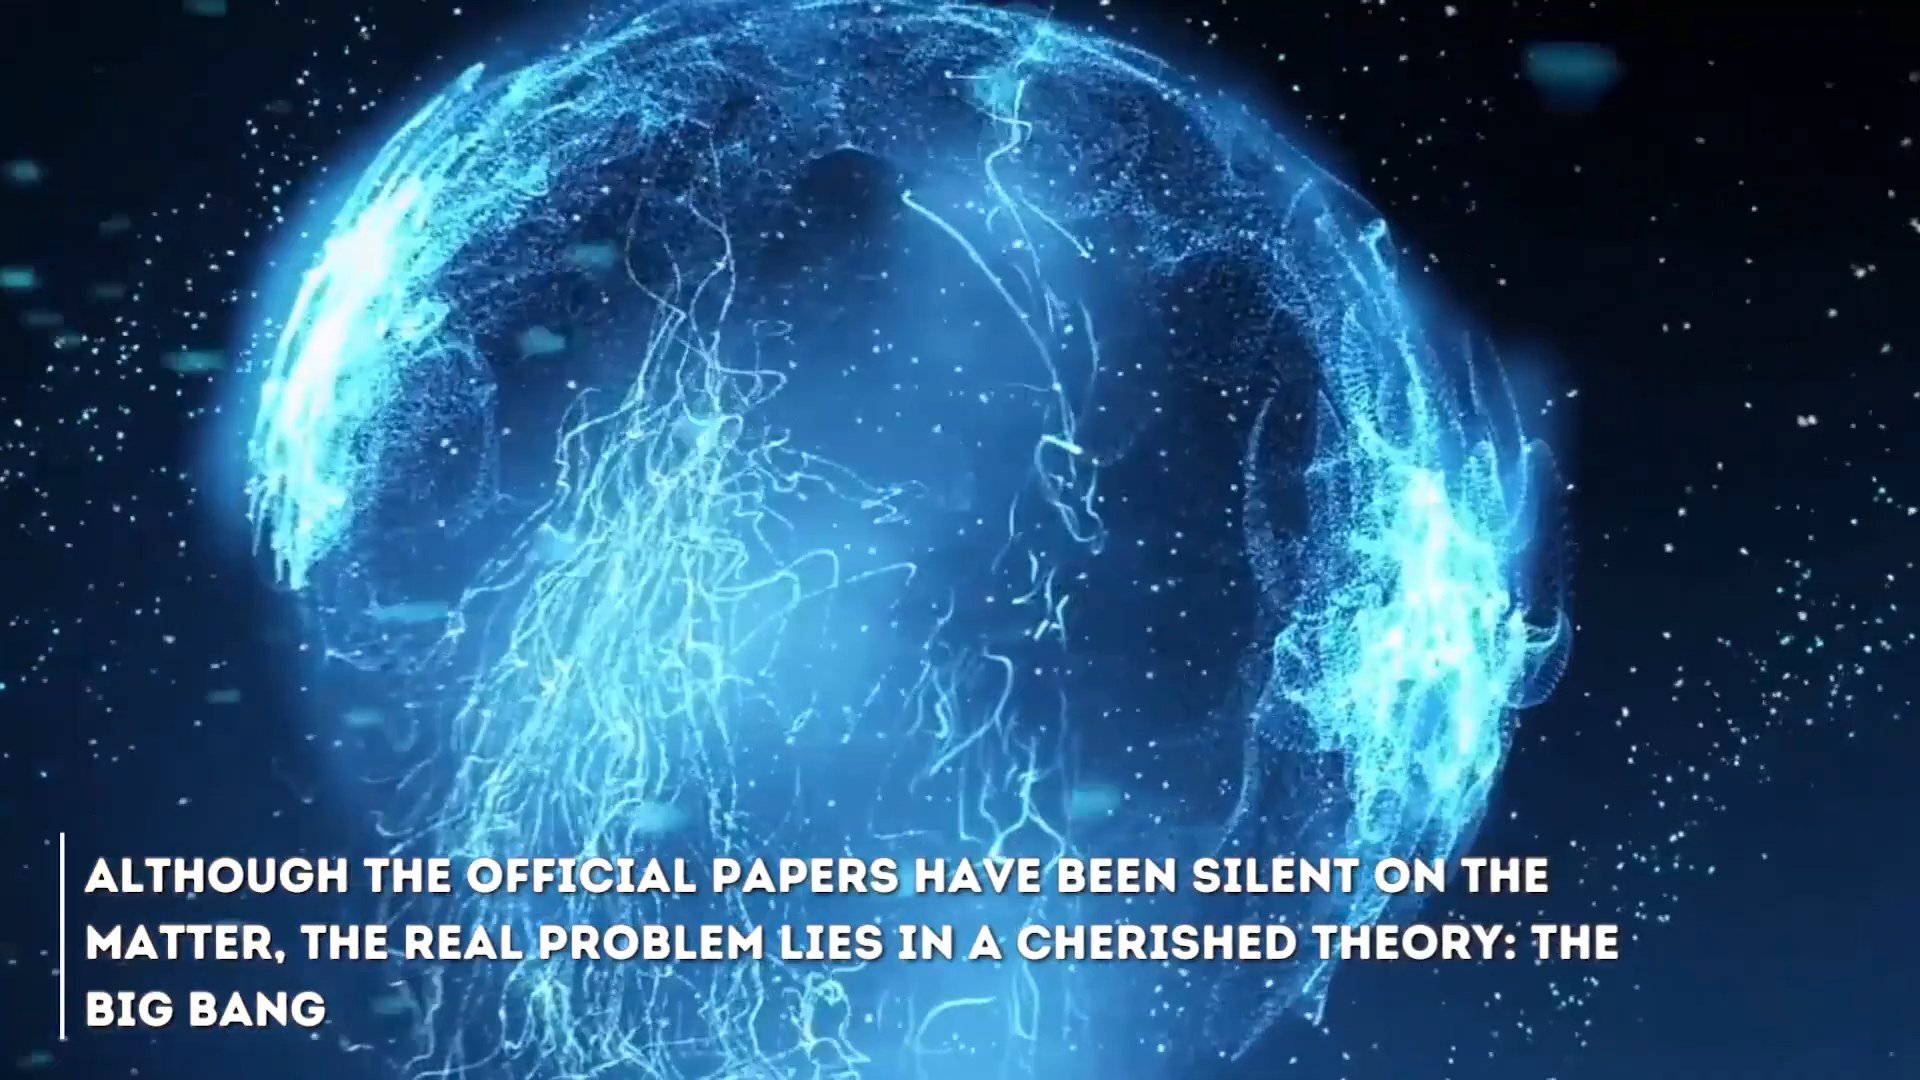 ALTHOUGH THE OFFICIAL PAPERS HAVE BEEN SILENT ON THE
MATTER, THE REAL PROBLEM LIES IN A CHERISHED THEORY: THE
BIG BANG